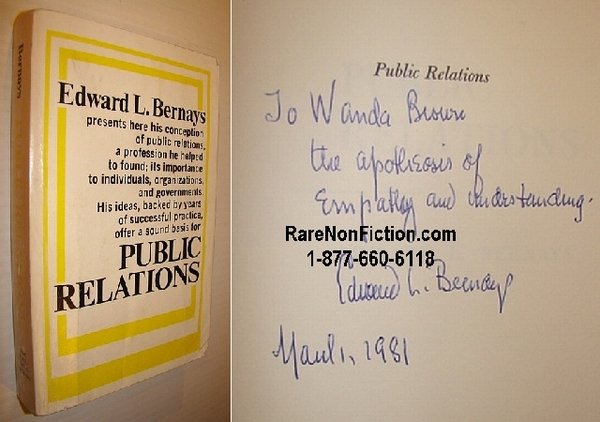 Bernays
Edward L. Bernays
presents here his conception
of public relations,
a profession he helped
to found; its importance
to individuals, organizations,
and governments.
His ideas, backed by years
of successful practice,
offer a sound basis for
PUBLIC
RELATIONS
Public Relations
To Wanda Brown
the apotheosis of
Empathy and understanding.
RareNonFiction.com
1-877-660-6118
Edward L. Bernays
1, 1981